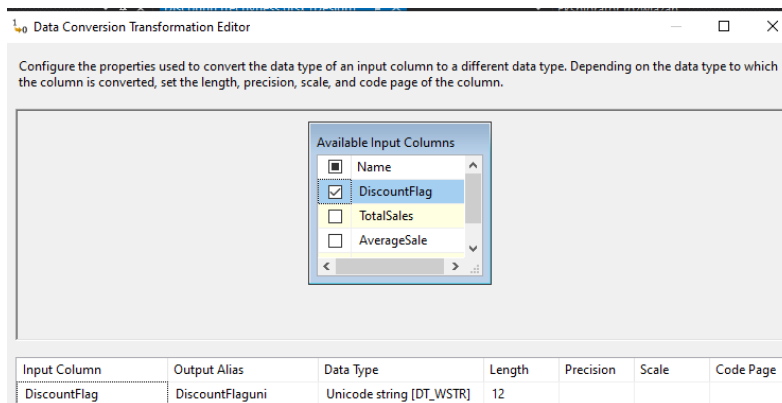 Data Conversion Transformation Editor
Configure the properties used to convert the data type of an input column to a different data type. Depending on the data type to which
the column is converted, set the length, precision, scale, and code page of the column.
Available Input Columns
Name
DiscountFlag
TotalSales
AverageSale
Input Column Output Alias Data Type Length Precision Scale Code Page
DiscountFlag DiscountFlaguni Unicode string [DT_WSTR] 12